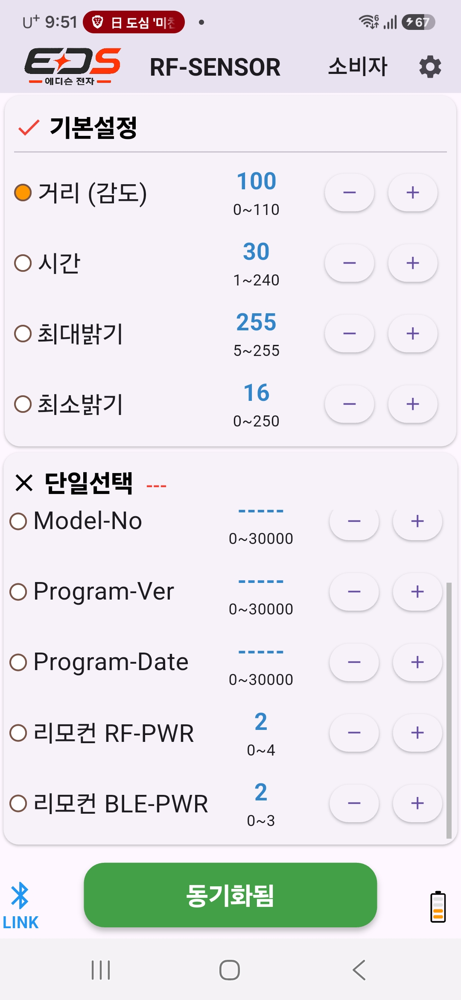 U+ 9:51 日 도심 '미친 6 67
EDS
에디슨 전자
RF-SENSOR 소비자
기본설정
거리 (감도) 100 − +
0~110
시간 30 − +
1~240
최대밝기 255 − +
5~255
최소밝기 16 − +
0~250
단일선택 ---
Model-No ----- − +
0~30000
Program-Ver ----- − +
0~30000
Program-Date ----- − +
0~30000
리모컨 RF-PWR 2 − +
0~4
리모컨 BLE-PWR 2 − +
0~3
동기화됨
LINK